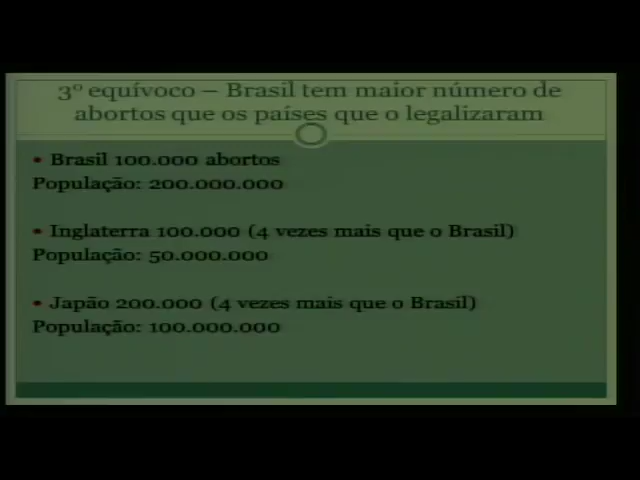 3º equívoco – Brasil tem maior número de
abortos que os países que o legalizaram
• Brasil 100.000 abortos
População: 200.000.000
• Inglaterra 100.000 (4 vezes mais que o Brasil)
População: 50.000.000
• Japão 200.000 (4 vezes mais que o Brasil)
População: 100.000.000